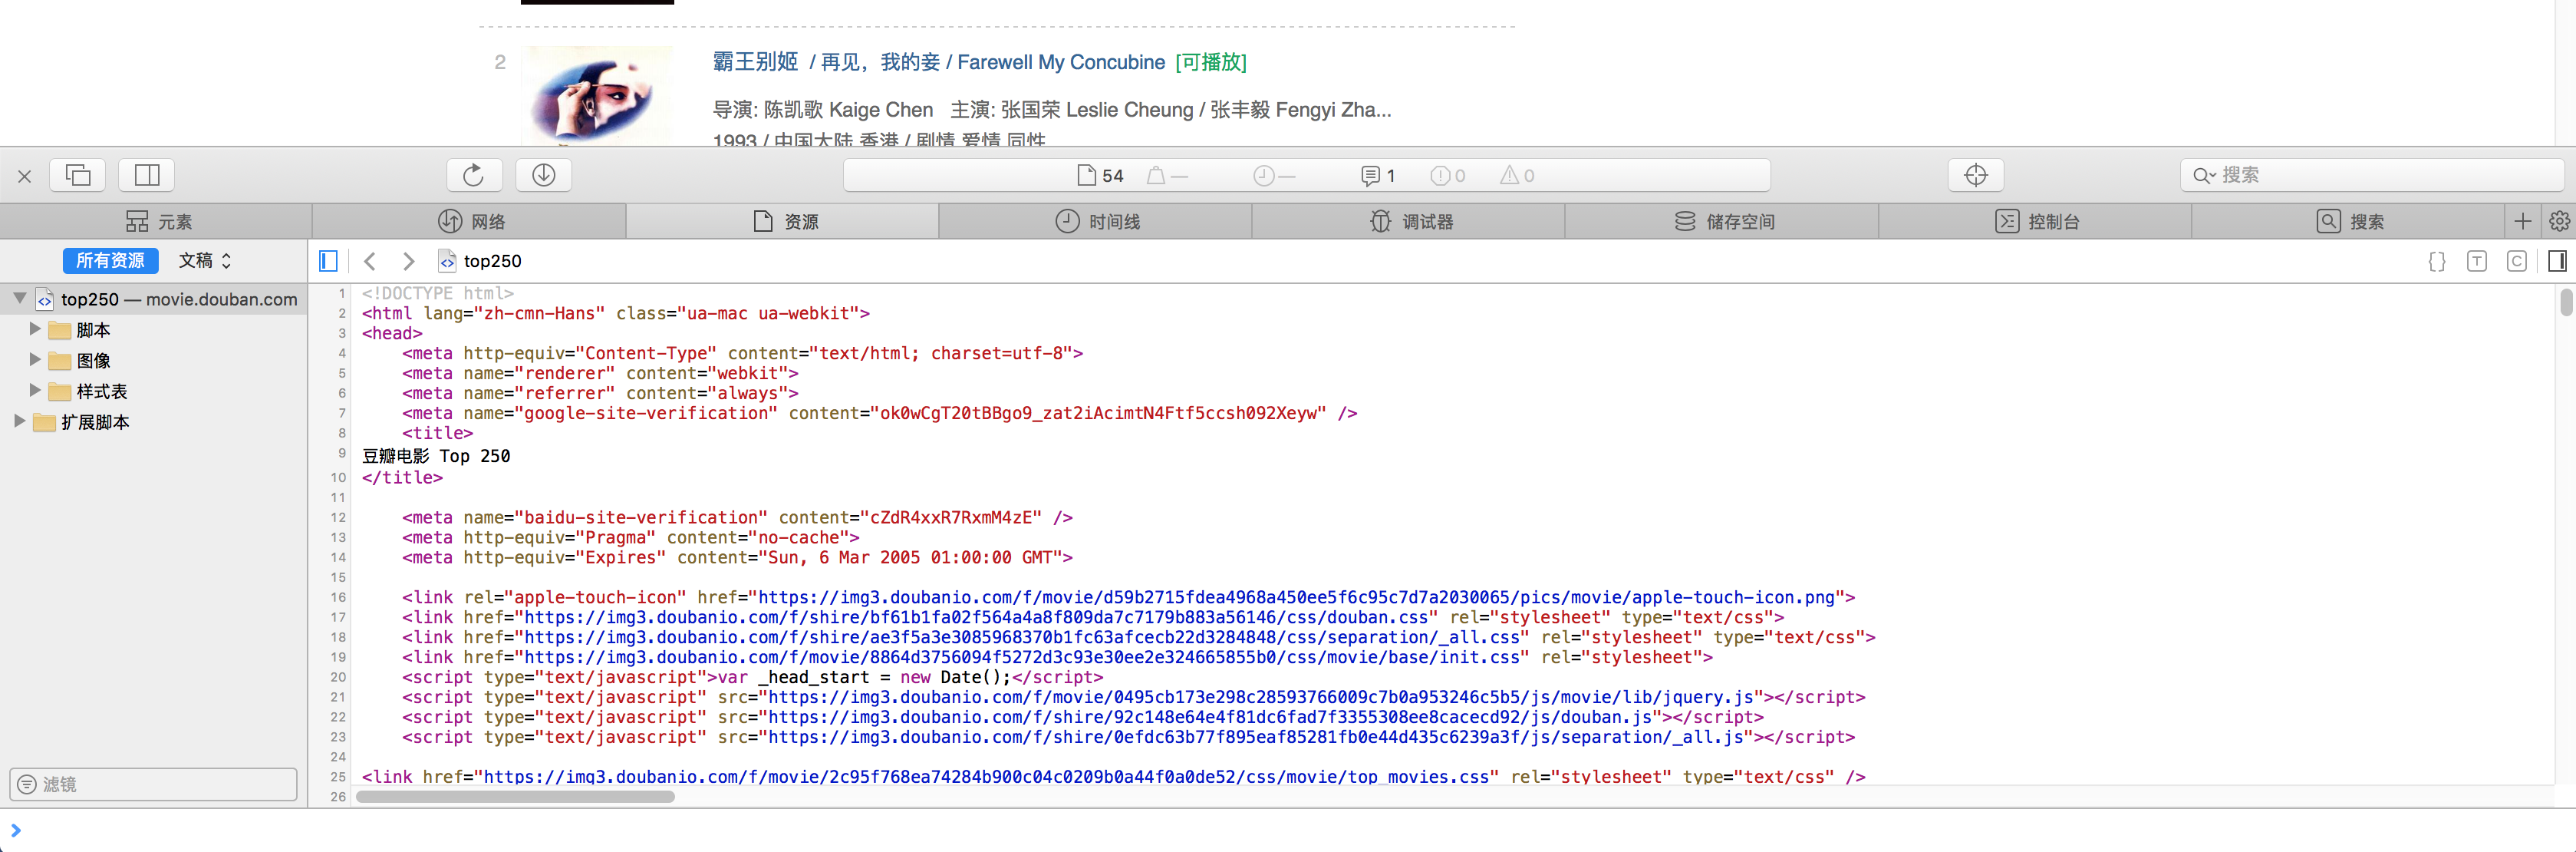 2
霸王别姬 / 再见，我的妾 / Farewell My Concubine [可播放]
导演: 陈凯歌 Kaige Chen 主演: 张国荣 Leslie Cheung / 张丰毅 Fengyi Zha...
1993 / 中国大陆 香港 / 剧情 爱情 同性
54 — — 1 0 0 搜索
元素 网络 资源 时间线 调试器 储存空间 控制台 搜索
所有资源 文稿 top250 {} T C
top250 — movie.douban.com
脚本
图像
样式表
扩展脚本
滤镜
1 <!DOCTYPE html>
2 <html lang="zh-cmn-Hans" class="ua-mac ua-webkit">
3 <head>
4 <meta http-equiv="Content-Type" content="text/html; charset=utf-8">
5 <meta name="renderer" content="webkit">
6 <meta name="referrer" content="always">
7 <meta name="google-site-verification" content="ok0wCgT20tBBgo9_zat2iAcimtN4Ftf5ccsh092Xeyw" />
8 <title>
9 豆瓣电影 Top 250
10 </title>
11
12 <meta name="baidu-site-verification" content="cZdR4xxR7RxmM4zE" />
13 <meta http-equiv="Pragma" content="no-cache">
14 <meta http-equiv="Expires" content="Sun, 6 Mar 2005 01:00:00 GMT">
15
16 <link rel="apple-touch-icon" href="https://img3.doubanio.com/f/movie/d59b2715fdea4968a450ee5f6c95c7d7a2030065/pics/movie/apple-touch-icon.png">
17 <link href="https://img3.doubanio.com/f/shire/bf61b1fa02f564a4a8f809da7c7179b883a56146/css/douban.css" rel="stylesheet" type="text/css">
18 <link href="https://img3.doubanio.com/f/shire/ae3f5a3e3085968370b1fc63afcecb22d3284848/css/separation/_all.css" rel="stylesheet" type="text/css">
19 <link href="https://img3.doubanio.com/f/movie/8864d3756094f5272d3c93e30ee2e324665855b0/css/movie/base/init.css" rel="stylesheet">
20 <script type="text/javascript">var _head_start = new Date();</script>
21 <script type="text/javascript" src="https://img3.doubanio.com/f/movie/0495cb173e298c28593766009c7b0a953246c5b5/js/movie/lib/jquery.js"></script>
22 <script type="text/javascript" src="https://img3.doubanio.com/f/shire/92c148e64e4f81dc6fad7f3355308ee8cacecd92/js/douban.js"></script>
23 <script type="text/javascript" src="https://img3.doubanio.com/f/shire/0efdc63b77f895eaf85281fb0e44d435c6239a3f/js/separation/_all.js"></script>
24
25 <link href="https://img3.doubanio.com/f/movie/2c95f768ea74284b900c04c0209b0a44f0a0de52/css/movie/top_movies.css" rel="stylesheet" type="text/css" />
26